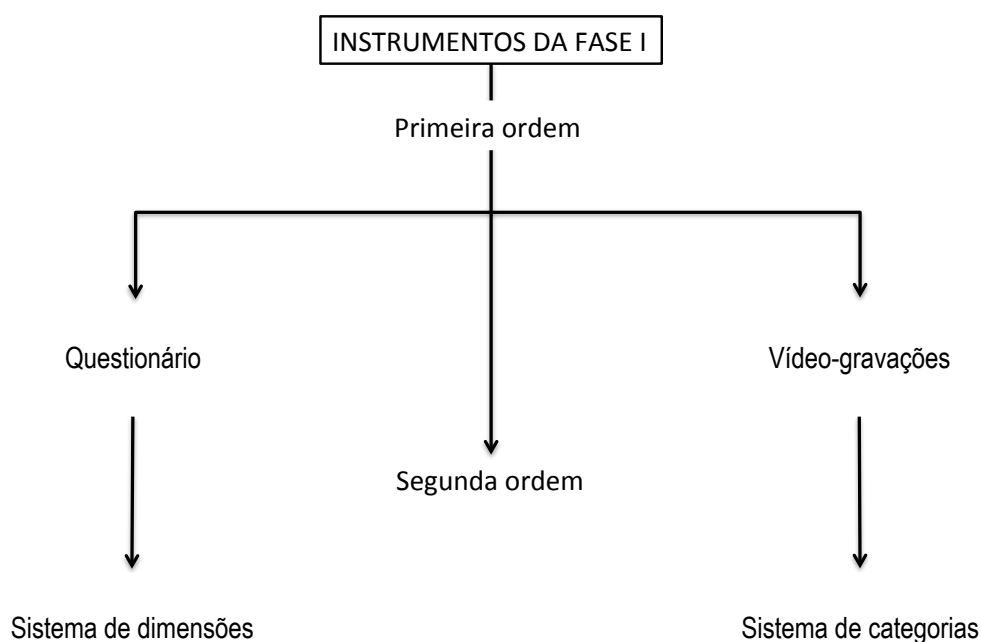 INSTRUMENTOS DA FASE I
Primeira ordem
Questionário
Vídeo-gravações
Segunda ordem
Sistema de dimensões
Sistema de categorias